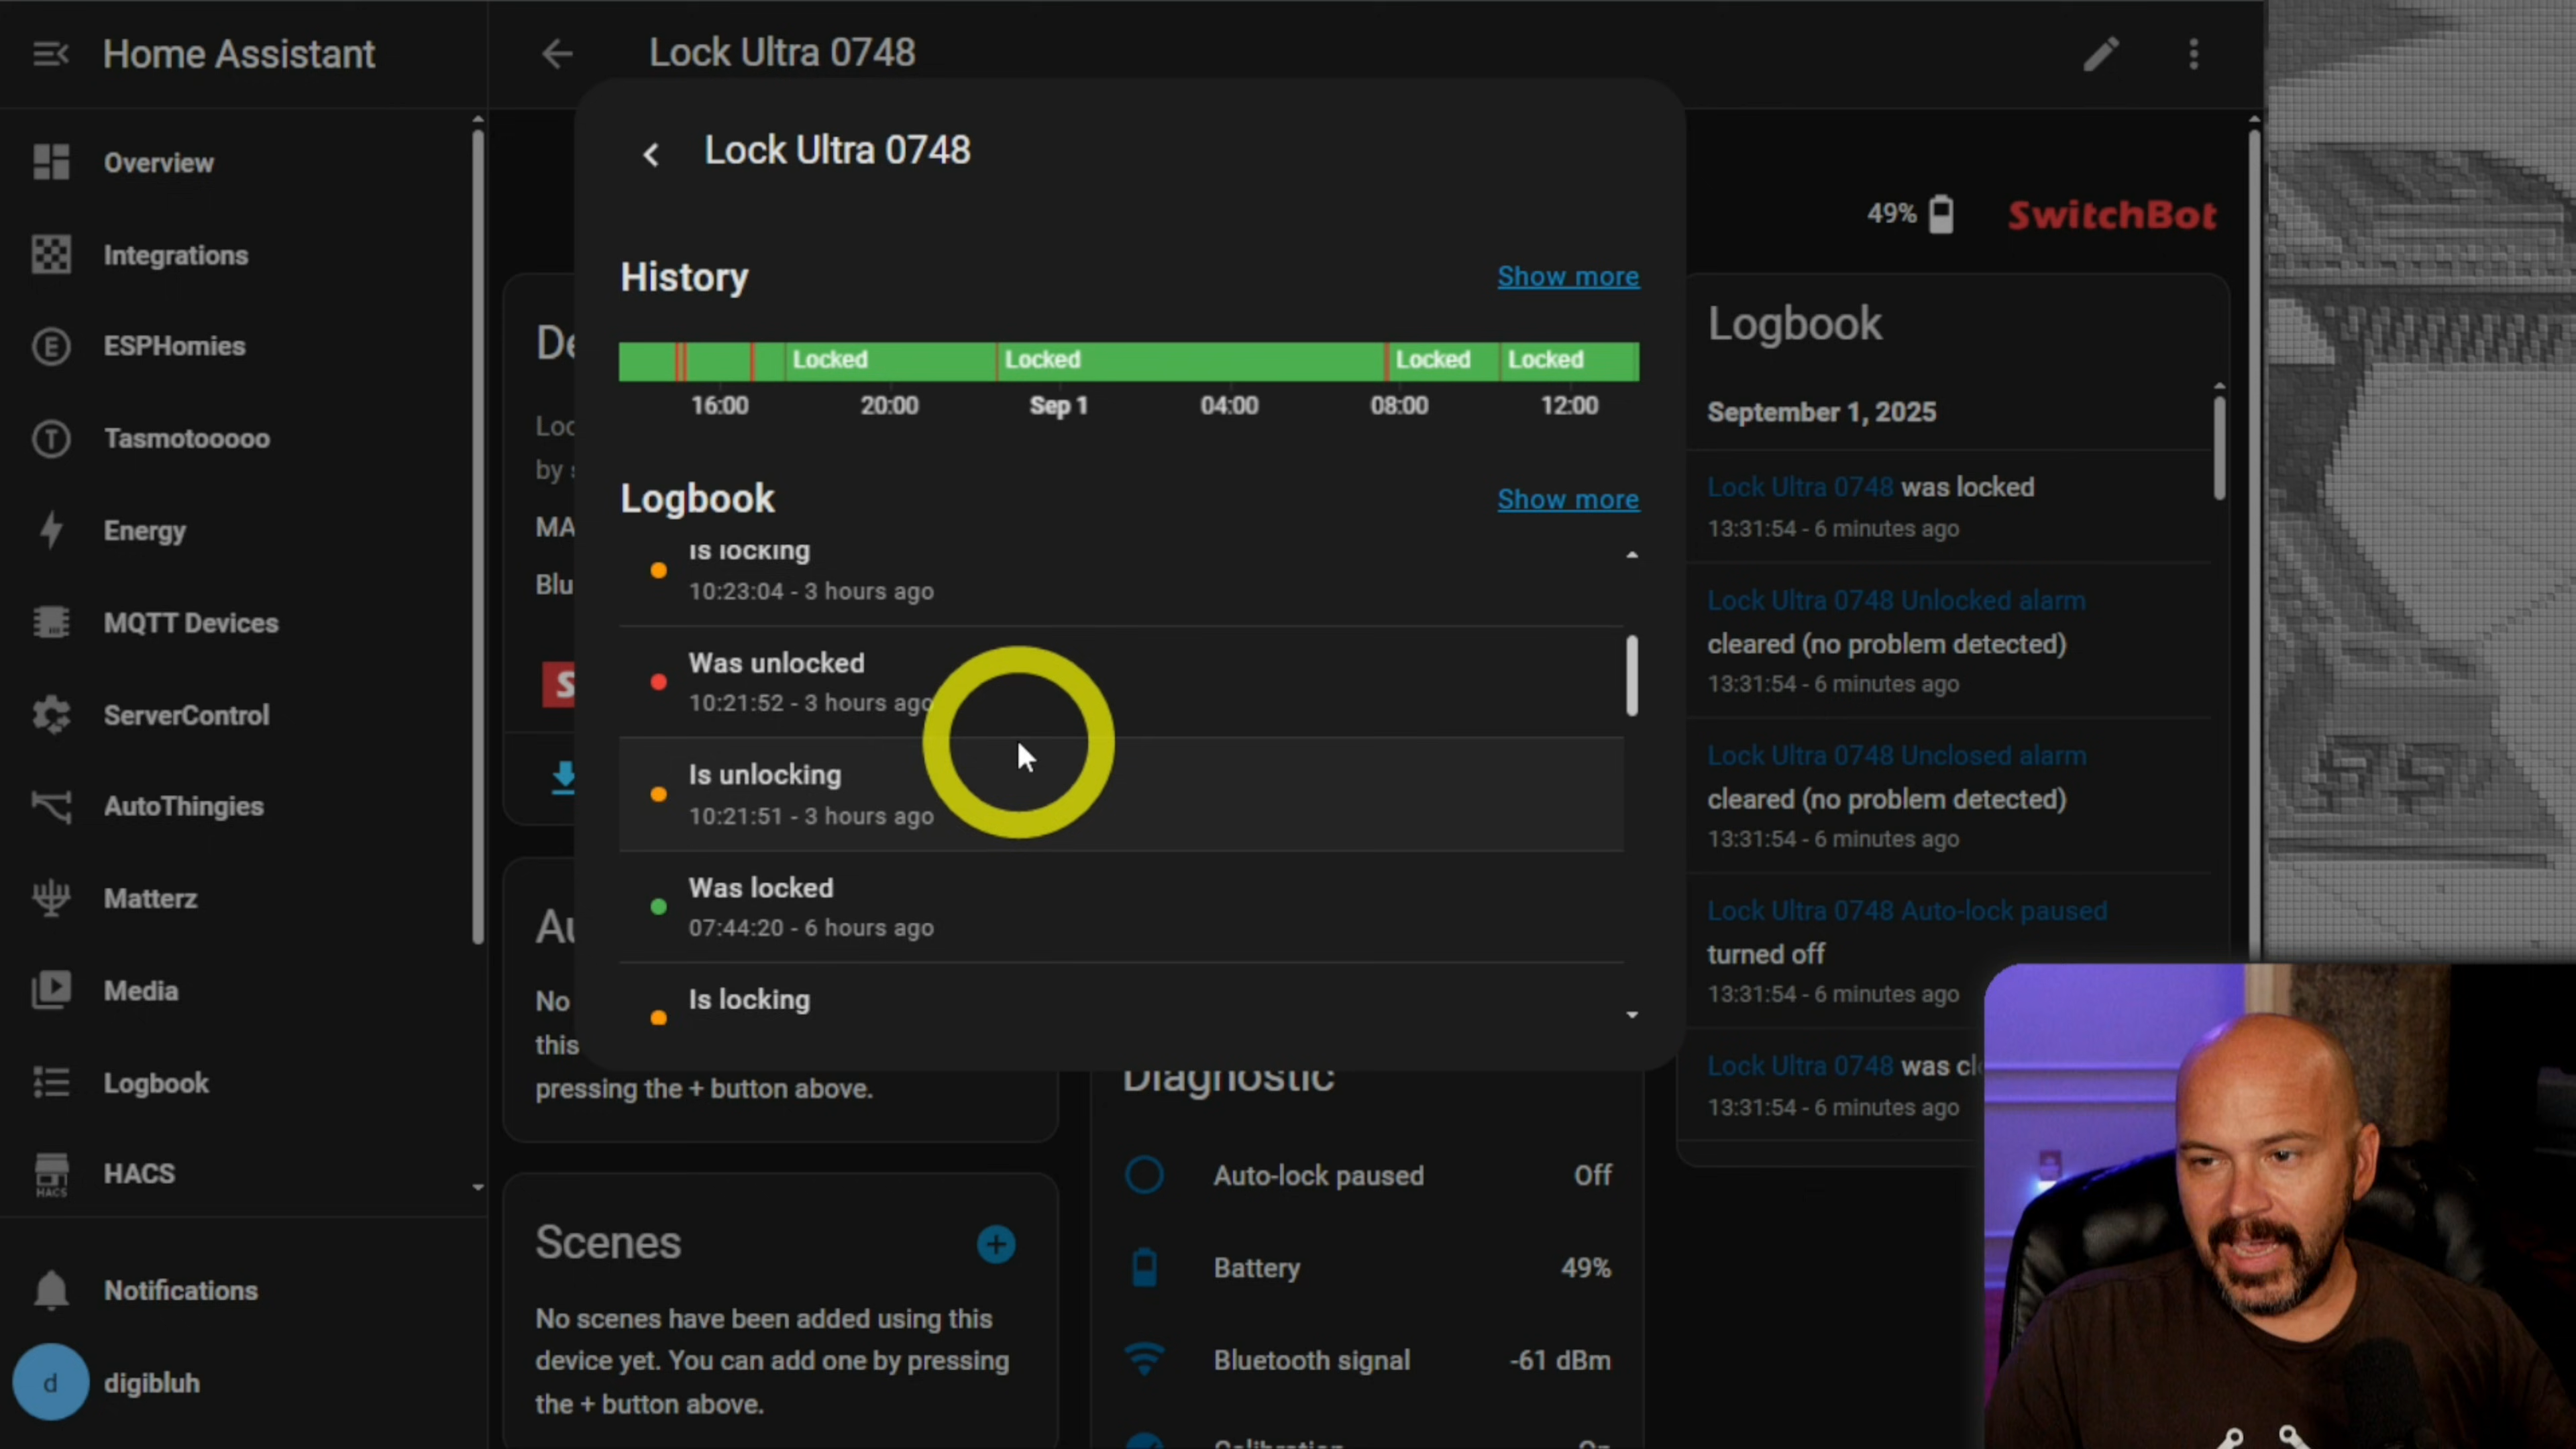 Home Assistant
Lock Ultra 0748
Overview
Integrations
ESPHomies
Tasmotooooo
Energy
MQTT Devices
ServerControl
AutoThingies
Matterz
Media
Logbook
HACS
HACS
Notifications
d
digibluh
Lock Ultra 0748
History
Show more
Locked
Locked
Locked
Locked
16:00
20:00
Sep 1
04:00
08:00
12:00
Logbook
Show more
Is locking
10:23:04 - 3 hours ago
Was unlocked
10:21:52 - 3 hours ago
Is unlocking
10:21:51 - 3 hours ago
Was locked
07:44:20 - 6 hours ago
Is locking
49%
SwitchBot
by
S
No
this
pressing the + button above.
Scenes
No scenes have been added using this
device yet. You can add one by pressing
the + button above.
Diagnostic
Auto-lock paused
Off
Battery
49%
Bluetooth signal
-61 dBm
Logbook
September 1, 2025
Lock Ultra 0748 was locked
13:31:54 - 6 minutes ago
Lock Ultra 0748 Unlocked alarm
cleared (no problem detected)
13:31:54 - 6 minutes ago
Lock Ultra 0748 Unclosed alarm
cleared (no problem detected)
13:31:54 - 6 minutes ago
Lock Ultra 0748 Auto-lock paused
turned off
13:31:54 - 6 minutes ago
Lock Ultra 0748 was
13:31:54 - 6 minutes ago